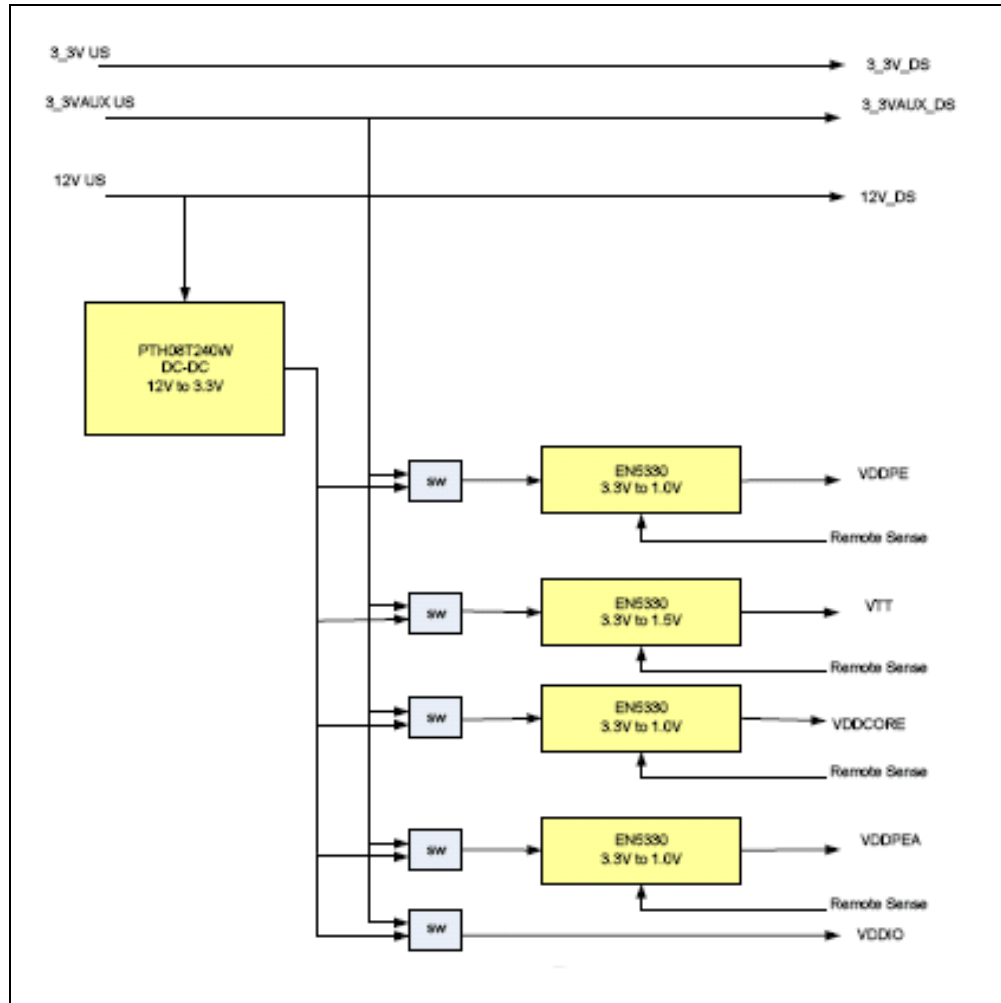 3_3V US
3_3V_DS
3_3VAUX US
3_3VAUX_DS
12V US
12V_DS
PTH08T240W
DC-DC
12V to 3.3V
sw
EN5330
3.3V to 1.0V
VDDPE
Remote Sense
sw
EN5330
3.3V to 1.5V
VTT
Remote Sense
sw
EN5330
3.3V to 1.0V
VDDCORE
Remote Sense
sw
EN5330
3.3V to 1.0V
VDDPEA
Remote Sense
sw
VDDIO